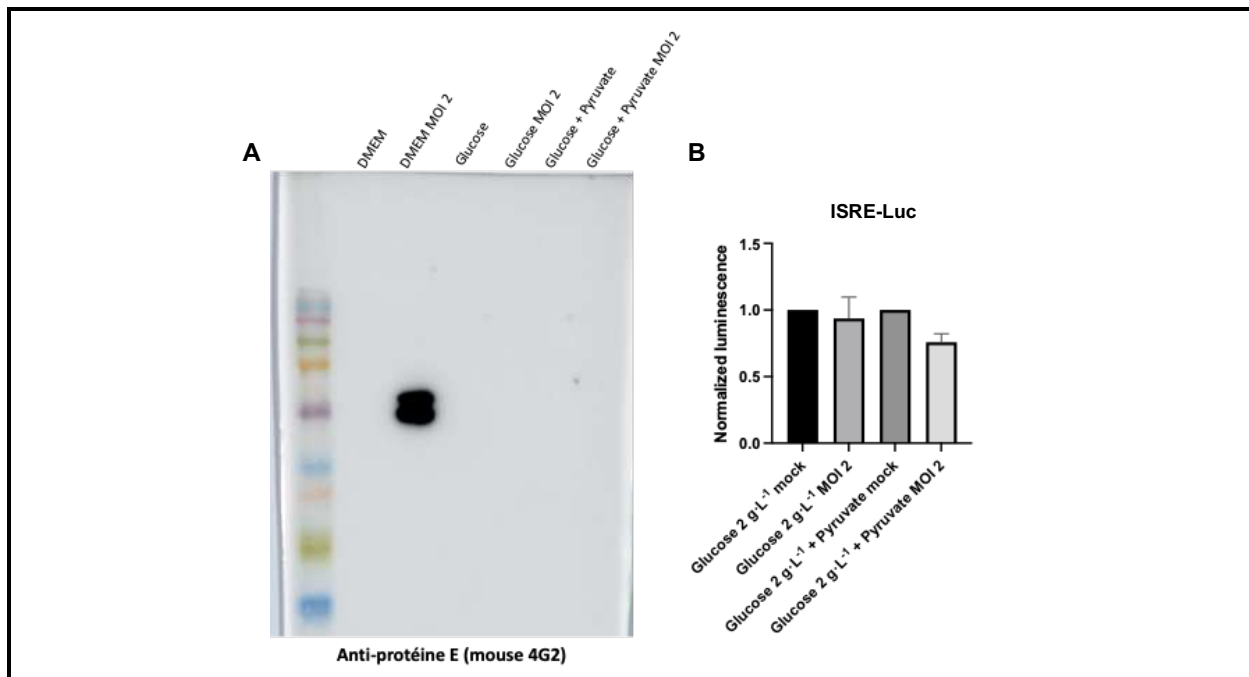 A
DMEM
DMEM MOI 2
Glucose
Glucose MOI 2
Glucose + Pyruvate
Glucose + Pyruvate MOI 2
Anti-protéine E (mouse 4G2)
B
ISRE-Luc
Normalized luminescence
1.5
1.0
0.5
0.0
Glucose 2 g·L⁻¹ mock
Glucose 2 g·L⁻¹ MOI 2
Glucose 2 g·L⁻¹ + Pyruvate mock
Glucose 2 g·L⁻¹ + Pyruvate MOI 2